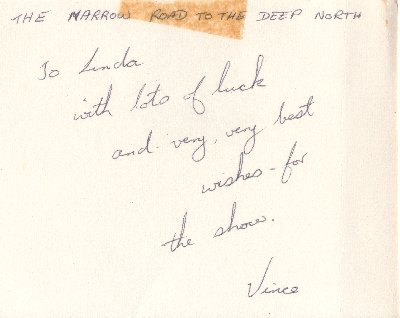 THE MARROW ROAD TO THE DEEP NORTH
To Linda
with lots of luck
and very, very best
wishes - for
the show.
Vince